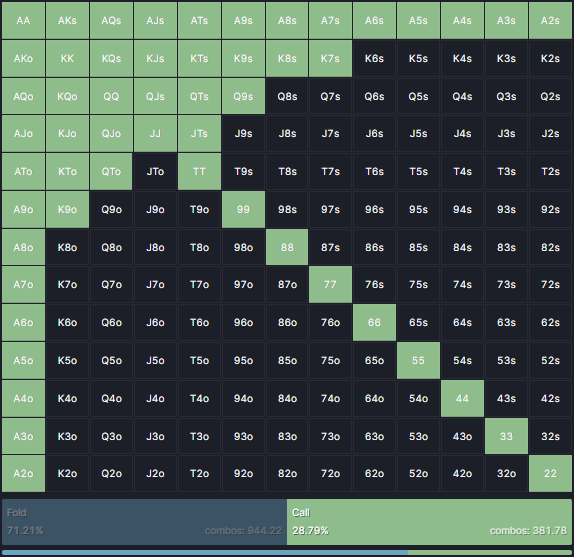 AA AKs AQs AJs ATs A9s A8s A7s A6s A5s A4s A3s A2s
AKo KK KQs KJs KTs K9s K8s K7s K6s K5s K4s K3s K2s
AQo KQo QQ QJs QTs Q9s Q8s Q7s Q6s Q5s Q4s Q3s Q2s
AJo KJo QJo JJ JTs J9s J8s J7s J6s J5s J4s J3s J2s
ATo KTo QTo JTo TT T9s T8s T7s T6s T5s T4s T3s T2s
A9o K9o Q9o J9o T9o 99 98s 97s 96s 95s 94s 93s 92s
A8o K8o Q8o J8o T8o 98o 88 87s 86s 85s 84s 83s 82s
A7o K7o Q7o J7o T7o 97o 87o 77 76s 75s 74s 73s 72s
A6o K6o Q6o J6o T6o 96o 86o 76o 66 65s 64s 63s 62s
A5o K5o Q5o J5o T5o 95o 85o 75o 65o 55 54s 53s 52s
A4o K4o Q4o J4o T4o 94o 84o 74o 64o 54o 44 43s 42s
A3o K3o Q3o J3o T3o 93o 83o 73o 63o 53o 43o 33 32s
A2o K2o Q2o J2o T2o 92o 82o 72o 62o 52o 42o 32o 22
Fold Call
71.21% combos: 944.22 28.79% combos: 381.78